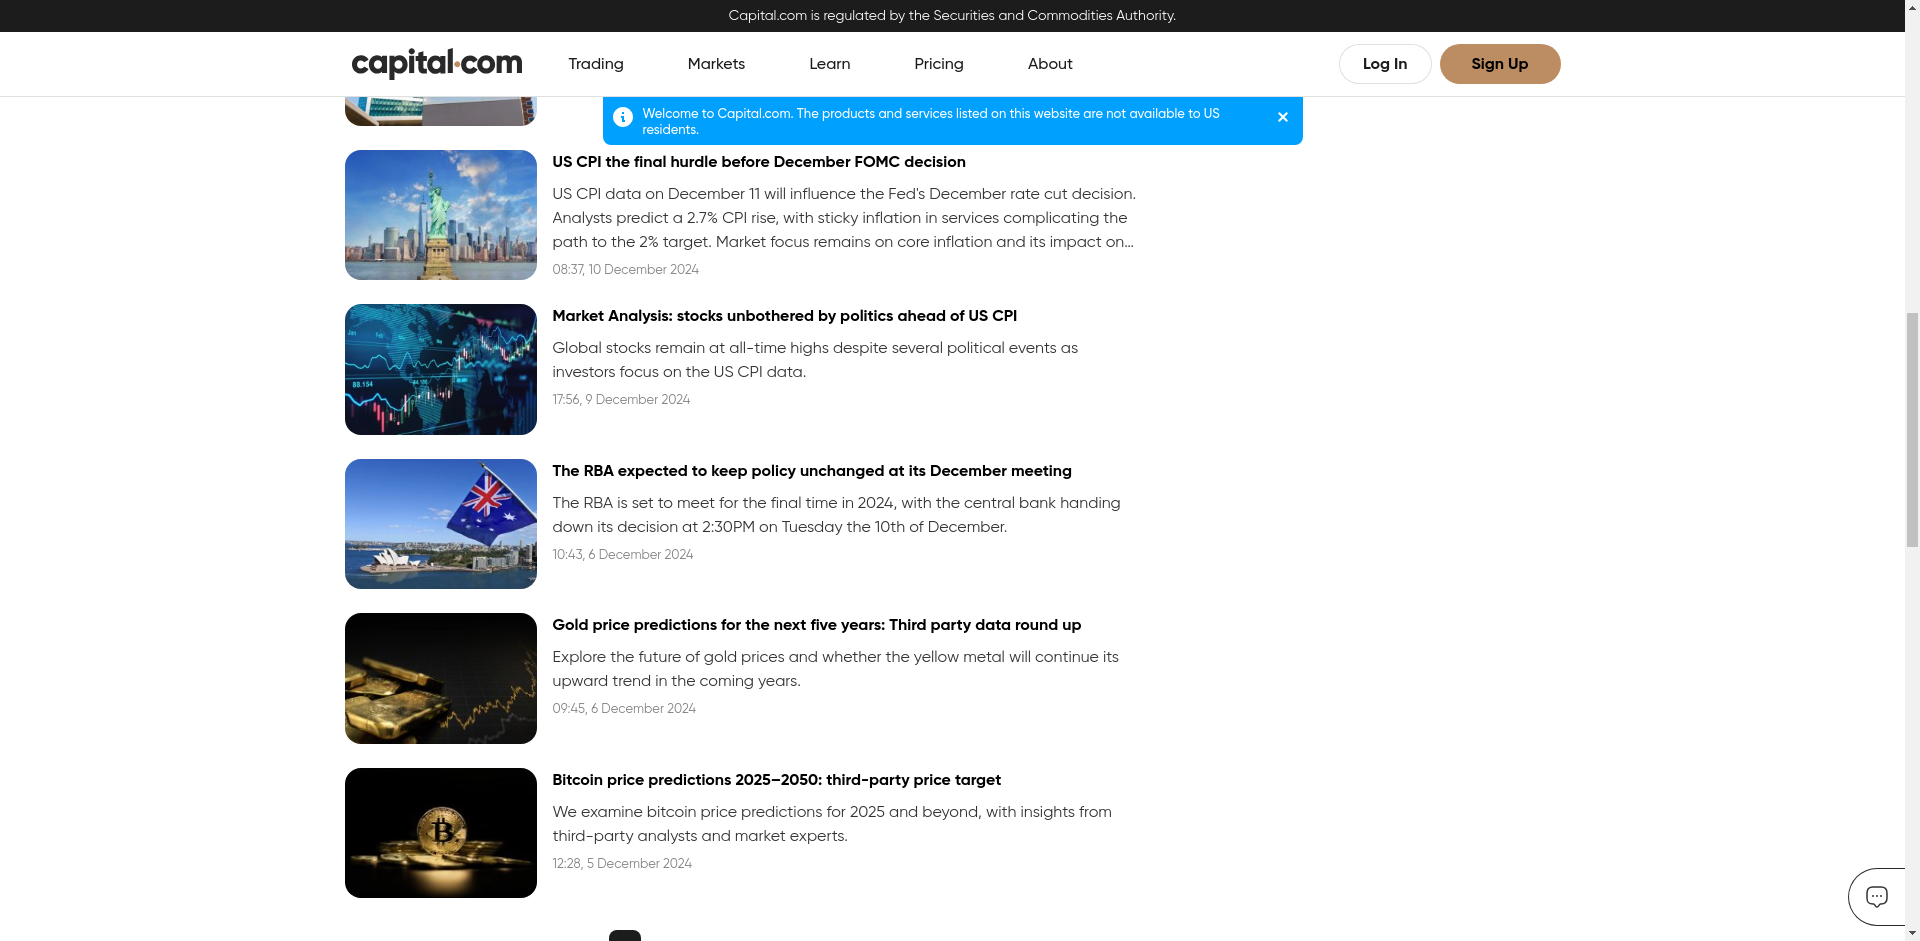 Capital.com is regulated by the Securities and Commodities Authority.
capital.com
Trading
Markets
Learn
Pricing
About
Log In
Sign Up
Welcome to Capital.com. The products and services listed on this website are not available to US
residents.
US CPI the final hurdle before December FOMC decision
US CPI data on December 11 will influence the Fed's December rate cut decision.
Analysts predict a 2.7% CPI rise, with sticky inflation in services complicating the
path to the 2% target. Market focus remains on core inflation and its impact on...
08:37, 10 December 2024
88.154
Market Analysis: stocks unbothered by politics ahead of US CPI
Global stocks remain at all-time highs despite several political events as
investors focus on the US CPI data.
17:56, 9 December 2024
The RBA expected to keep policy unchanged at its December meeting
The RBA is set to meet for the final time in 2024, with the central bank handing
down its decision at 2:30PM on Tuesday the 10th of December.
10:43, 6 December 2024
Gold price predictions for the next five years: Third party data round up
Explore the future of gold prices and whether the yellow metal will continue its
upward trend in the coming years.
09:45, 6 December 2024
Bitcoin price predictions 2025–2050: third-party price target
We examine bitcoin price predictions for 2025 and beyond, with insights from
third-party analysts and market experts.
12:28, 5 December 2024